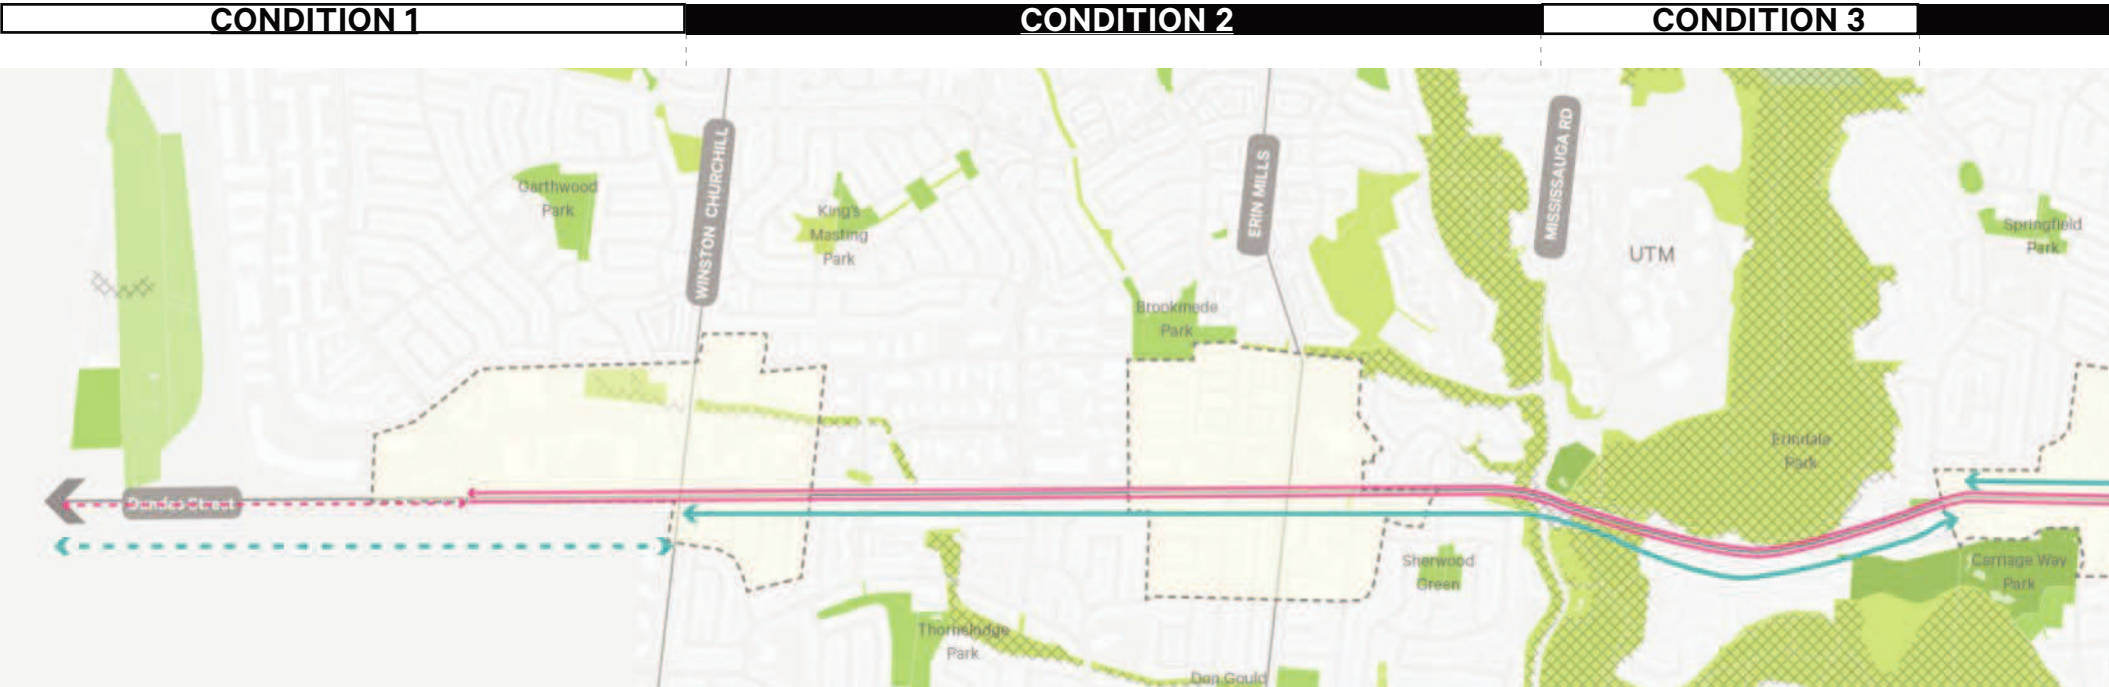 CONDITION 1
CONDITION 2
CONDITION 3
WINSTON CHURCHILL
ERIN MILLS
MISSISSAUGA RD
Garthwood
Park
King's
Masting
Park
Brookmede
Park
UTM
Springfield
Park
Erindale
Park
Sherwood
Green
Carriage Way
Park
Thornlodge
Park
Don Gould